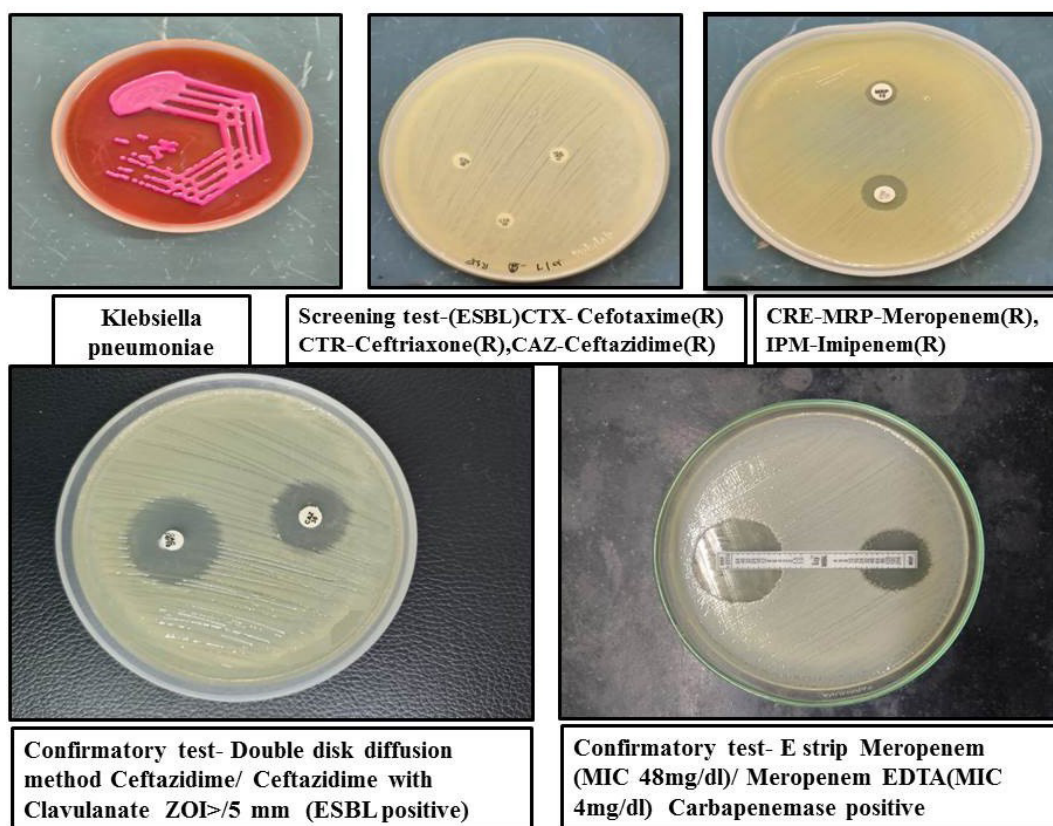 Klebsiella
pneumoniae
Screening test-(ESBL)CTX- Cefotaxime(R)
CTR-Ceftriaxone(R),CAZ-Ceftazidime(R)
CRE-MRP-Meropenem(R),
IPM-Imipenem(R)
Confirmatory test- Double disk diffusion
method Ceftazidime/ Ceftazidime with
Clavulanate ZOI>/5 mm (ESBL positive)
Confirmatory test- E strip Meropenem
(MIC 48mg/dl)/ Meropenem EDTA(MIC
4mg/dl) Carbapenemase positive